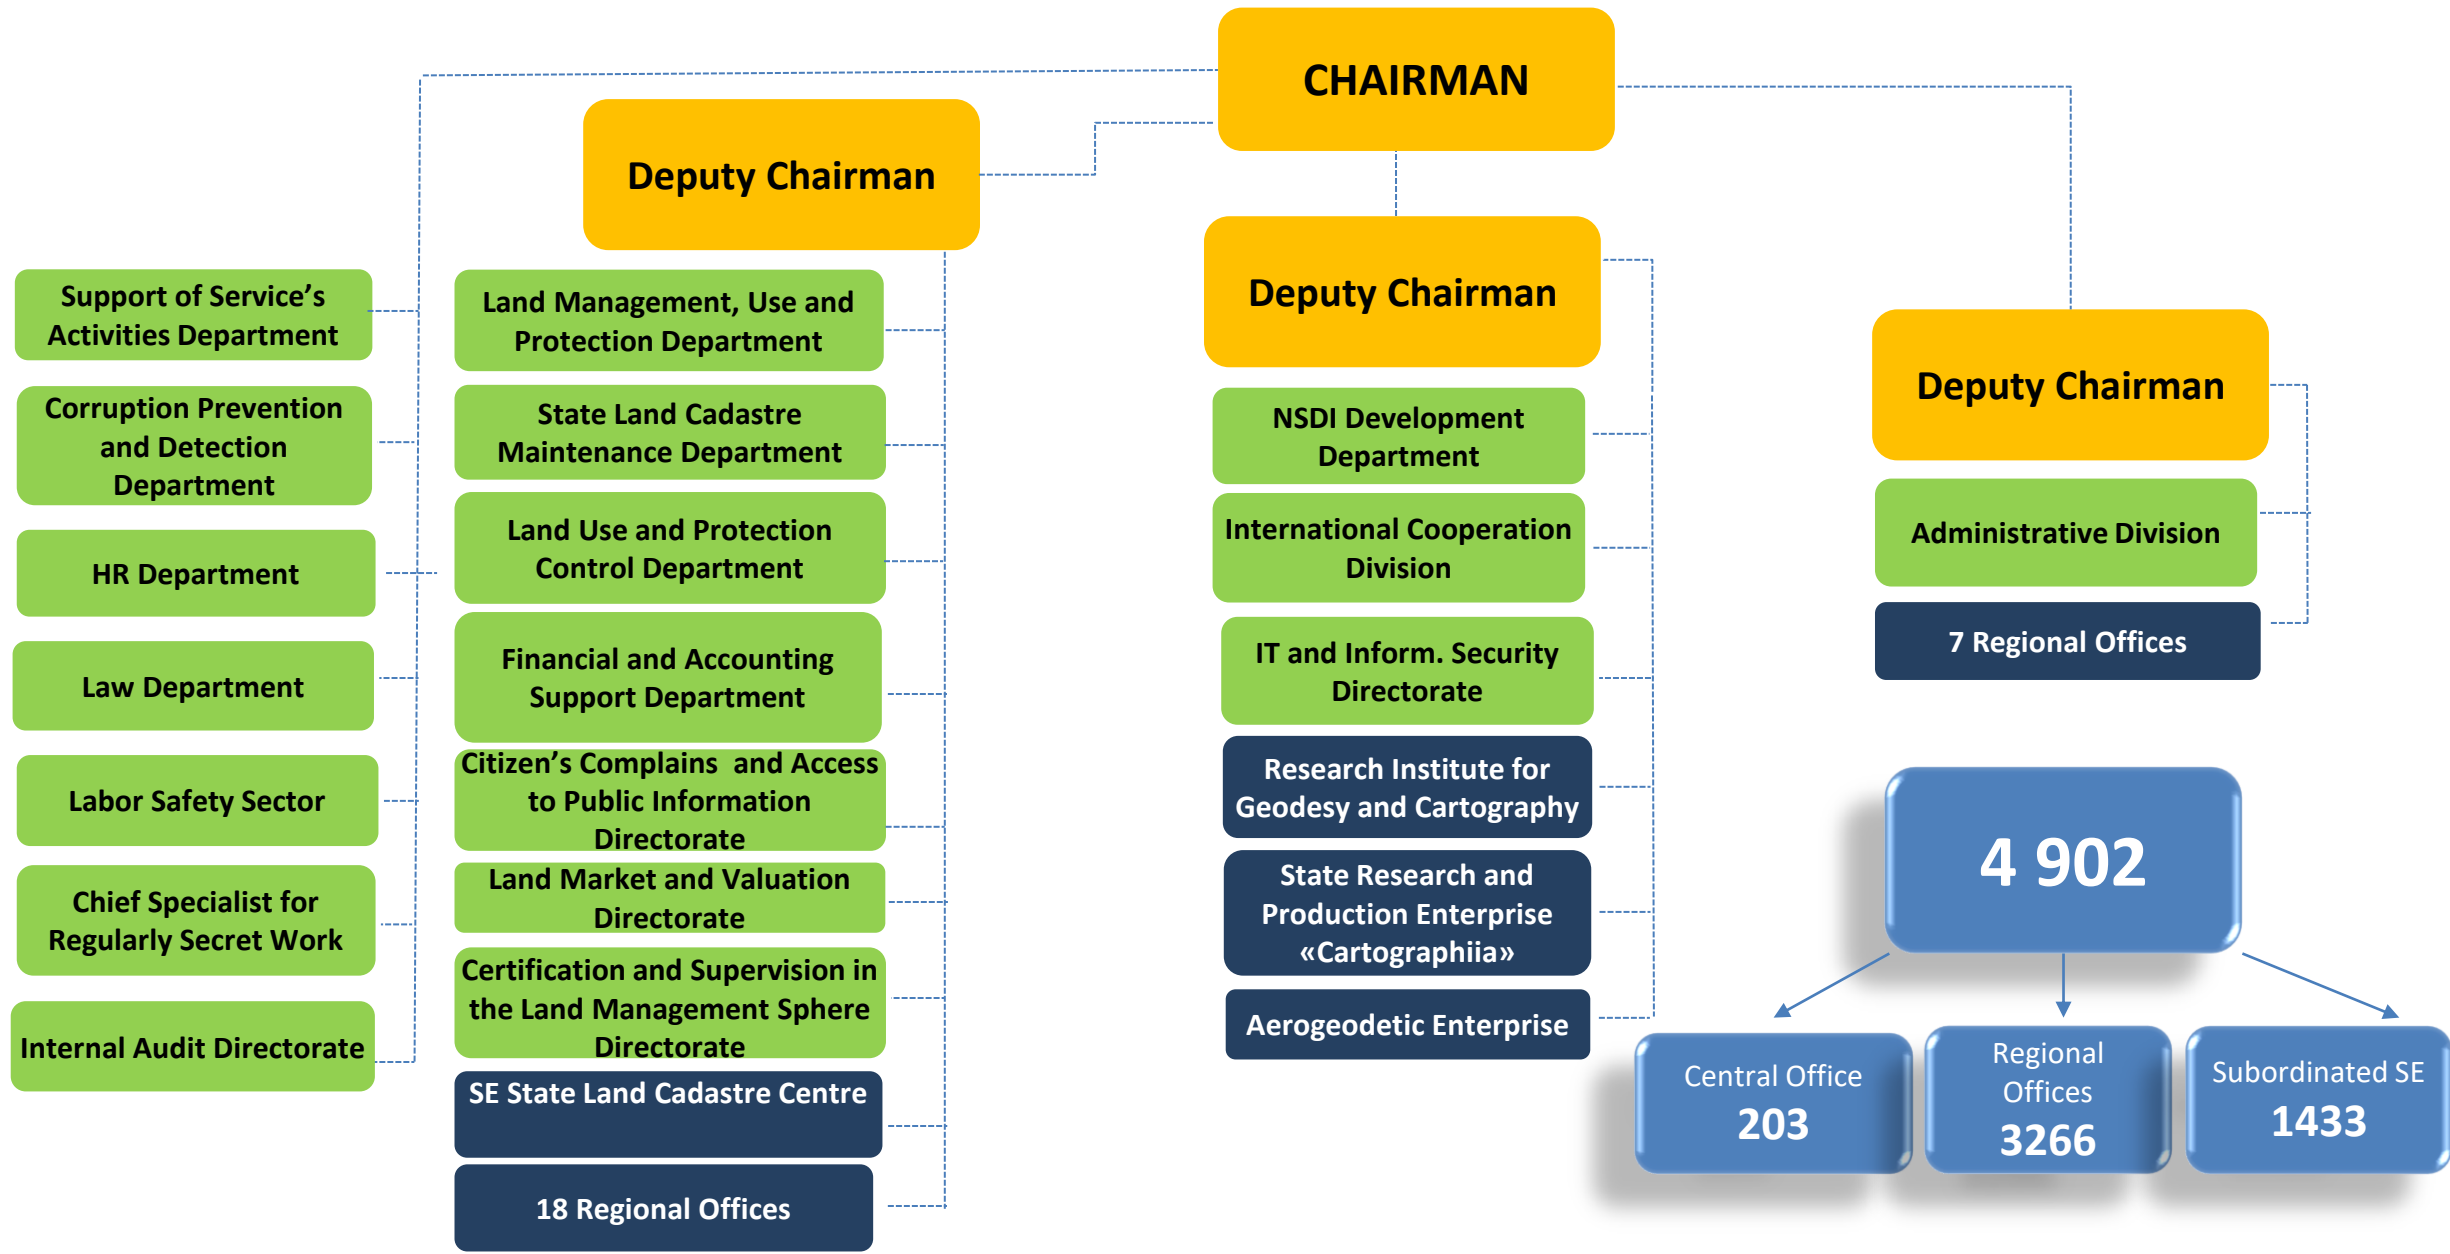 CHAIRMAN
Deputy Chairman
Support of Service’s
Activities Department
Corruption Prevention
and Detection
Department
HR Department
Law Department
Labor Safety Sector
Chief Specialist for
Regularly Secret Work
Internal Audit Directorate
Land Management, Use and
Protection Department
State Land Cadastre
Maintenance Department
Land Use and Protection
Control Department
Financial and Accounting
Support Department
Citizen’s Complains  and Access
to Public Information
Directorate
Land Market and Valuation
Directorate
Certification and Supervision in
the Land Management Sphere
Directorate
SE State Land Cadastre Centre
18 Regional Offices
Deputy Chairman
NSDI Development
Department
International Cooperation
Division
IT and Inform. Security
Directorate
Research Institute for
Geodesy and Cartography
State Research and
Production Enterprise
«Cartographiia»
Aerogeodetic Enterprise
Deputy Chairman
Administrative Division
7 Regional Offices
4 902
Central Office
203
Regional
Offices
3266
Subordinated SE
1433